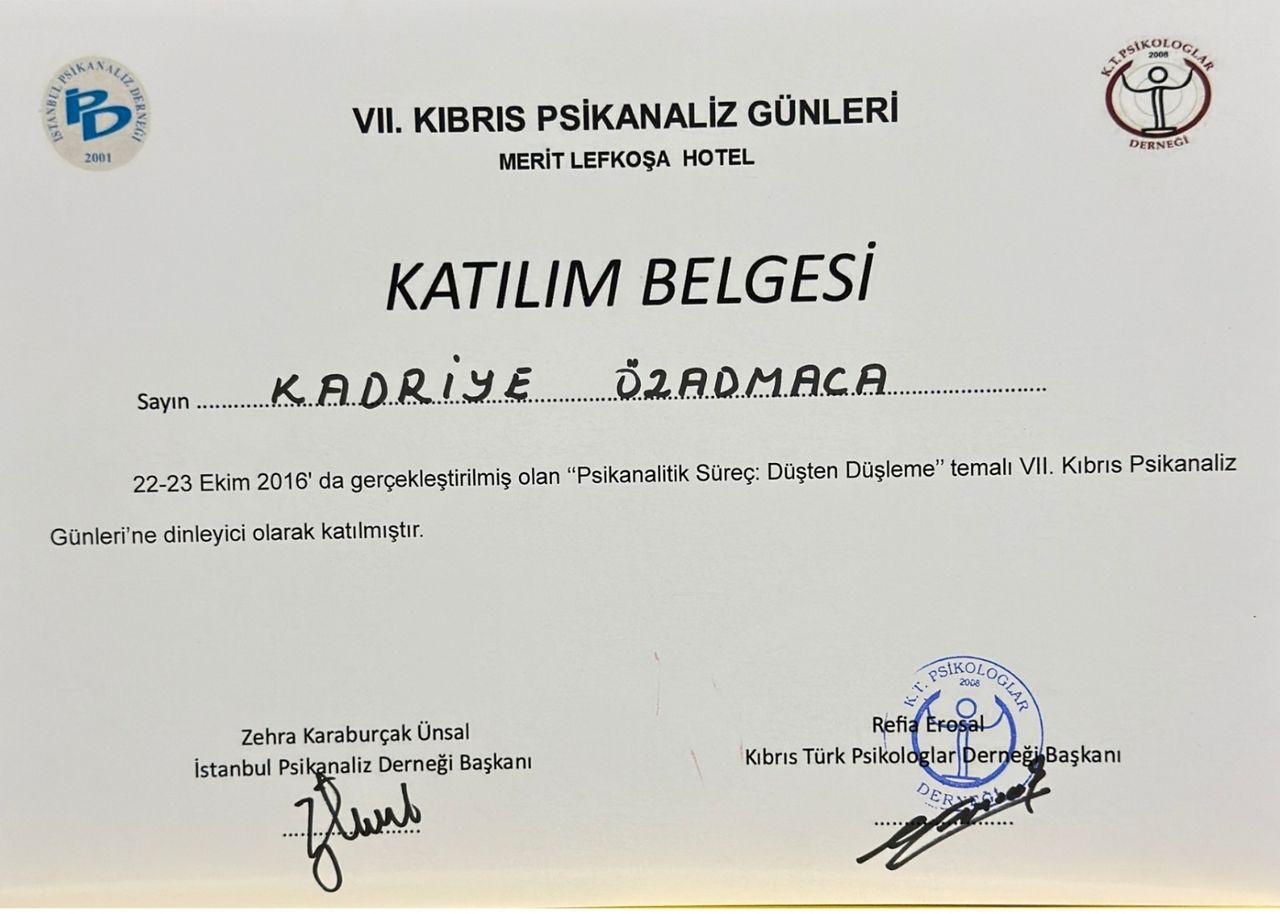 İSTANBUL PSİKANALİZ DERNEĞİ
İPD
2001
K.T. PSİKOLOGLAR
2008
DERNEĞİ
VII. KIBRIS PSİKANALİZ GÜNLERİ
MERİT LEFKOŞA HOTEL
KATILIM BELGESİ
Sayın ........KADRİYE ÖZADMACA........
22-23 Ekim 2016' da gerçekleştirilmiş olan “Psikanalitik Süreç: Düşten Düşleme” temalı VII. Kıbrıs Psikanaliz
Günleri’ne dinleyici olarak katılmıştır.
Zehra Karaburçak Ünsal
İstanbul Psikanaliz Derneği Başkanı
Refia Erosal
Kıbrıs Türk Psikologlar Derneği Başkanı
K.T. PSİKOLOGLAR
2008
DERNEĞİ